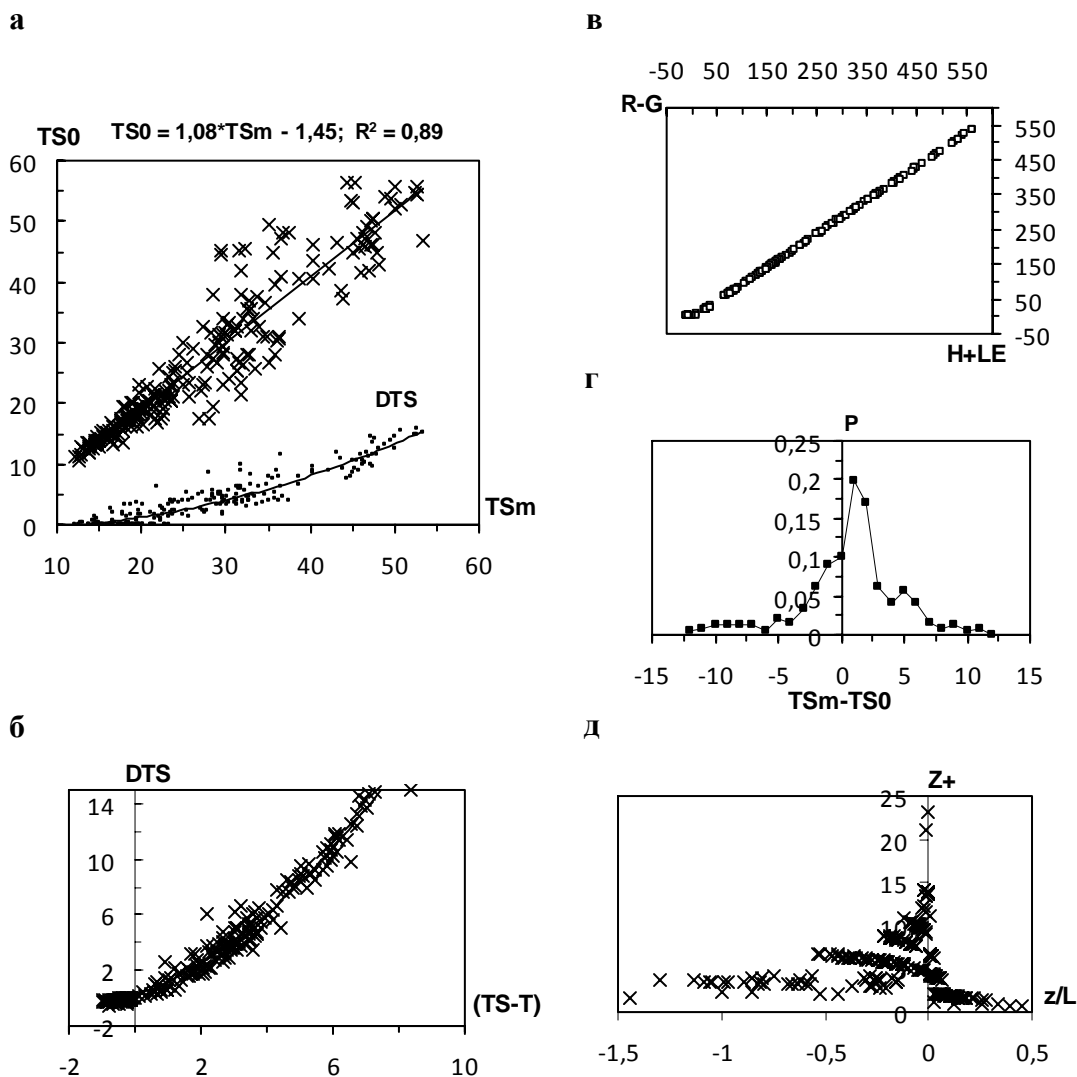 а
TS0
TS0 = 1,08*TSm - 1,45; R² = 0,89
60
50
40
30
20
10
0
DTS
TSm
10 20 30 40 50 60
в
-50 50 150 250 350 450 550
R-G
550
450
350
250
150
50
-50
H+LE
г
P
0,25
0,2
0,15
0,1
0,05
0
-15 -10 -5 0 5 10 15
TSm-TS0
б
DTS
14
10
6
2
-2
(TS-T)
-2 2 6 10
д
Z+
25
20
15
10
5
0
z/L
-1,5 -1 -0,5 0 0,5